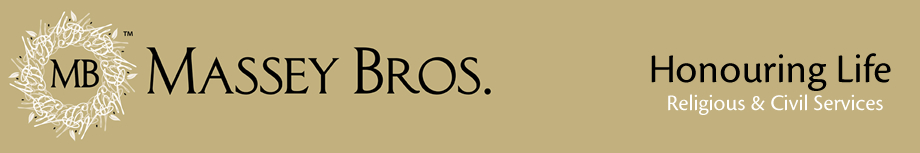 MB
™
MASSEY BROS.
Honouring Life
Religious & Civil Services